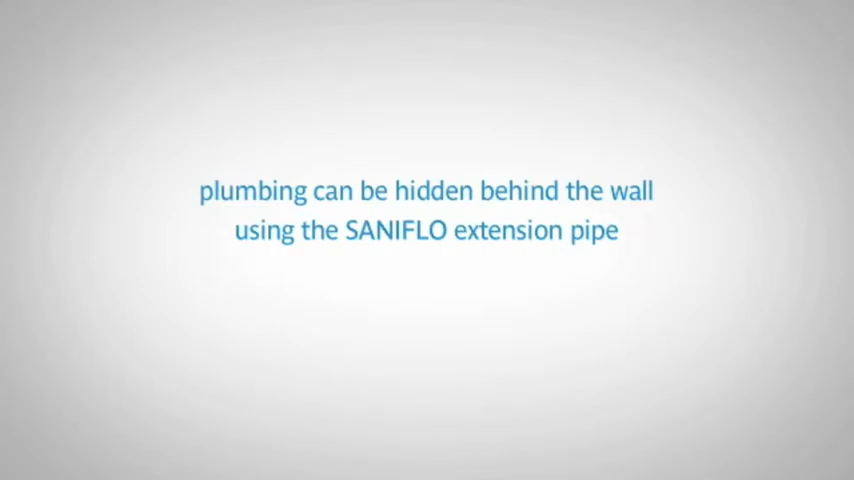 plumbing can be hidden behind the wall
using the SANIFLO extension pipe